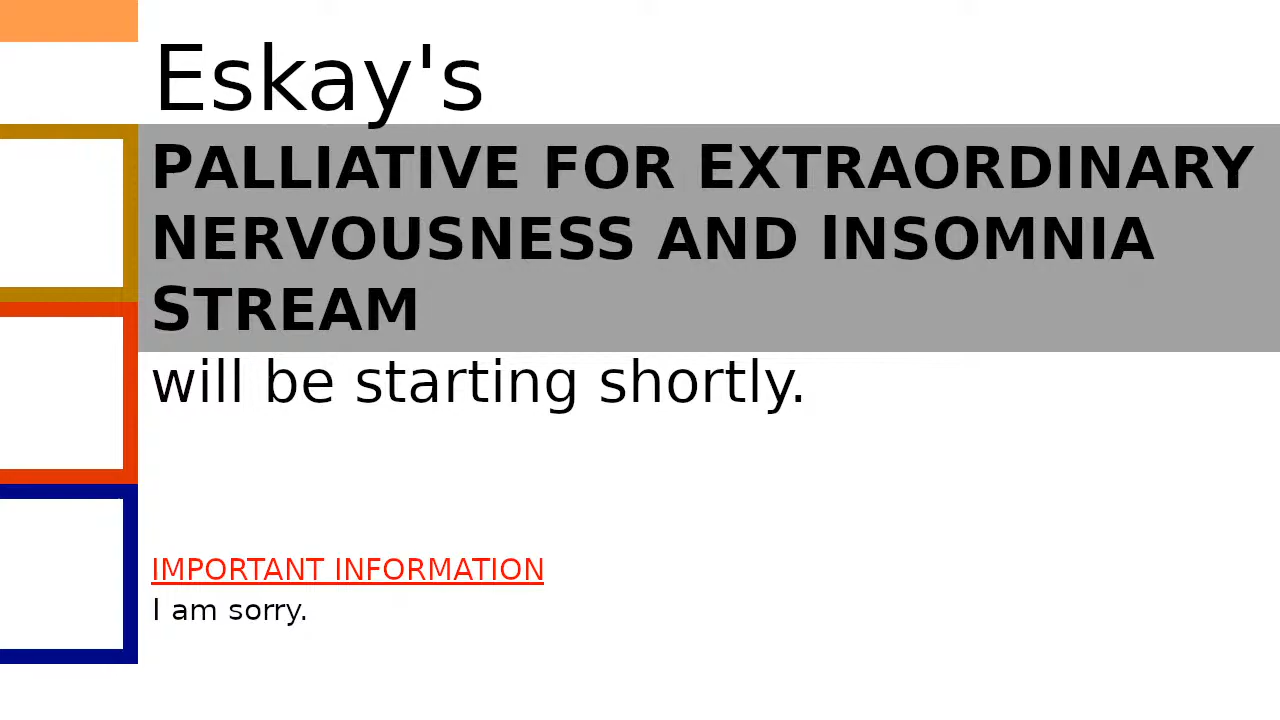 Eskay's
PALLIATIVE FOR EXTRAORDINARY
NERVOUSNESS AND INSOMNIA
STREAM
will be starting shortly.
IMPORTANT INFORMATION
I am sorry.